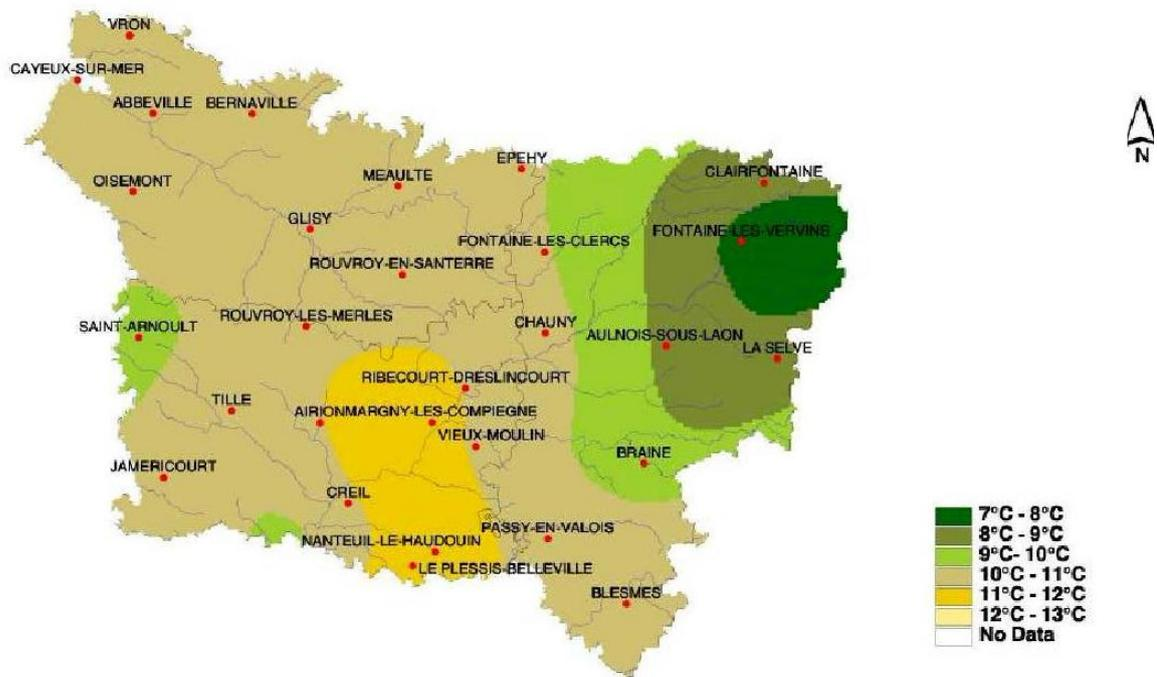 VRON
CAYEUX-SUR-MER
ABBEVILLE
BERNAVILLE
N
EPEHY
CLAIRFONTAINE
MEAULTE
OISEMONT
GLISY
FONTAINE-LES-VERVINS
FONTAINE-LES-CLERCS
ROUVROY-EN-SANTERRE
ROUVROY-LES-MERLES
CHAUNY
SAINT-ARNOULT
AULNOIS-SOUS-LAON
LA SELVE
RIBECOURT-DRESLINCOURT
TILLE
AIRIONMARGNY-LES-COMPIEGNE
VIEUX-MOULIN
BRAINE
JAMERICOURT
CREIL
PASSY-EN-VALOIS
NANTEUIL-LE-HAUDOUIN
LE PLESSIS-BELLEVILLE
BLESMES
7°C - 8°C
8°C - 9°C
9°C- 10°C
10°C - 11°C
11°C - 12°C
12°C - 13°C
No Data